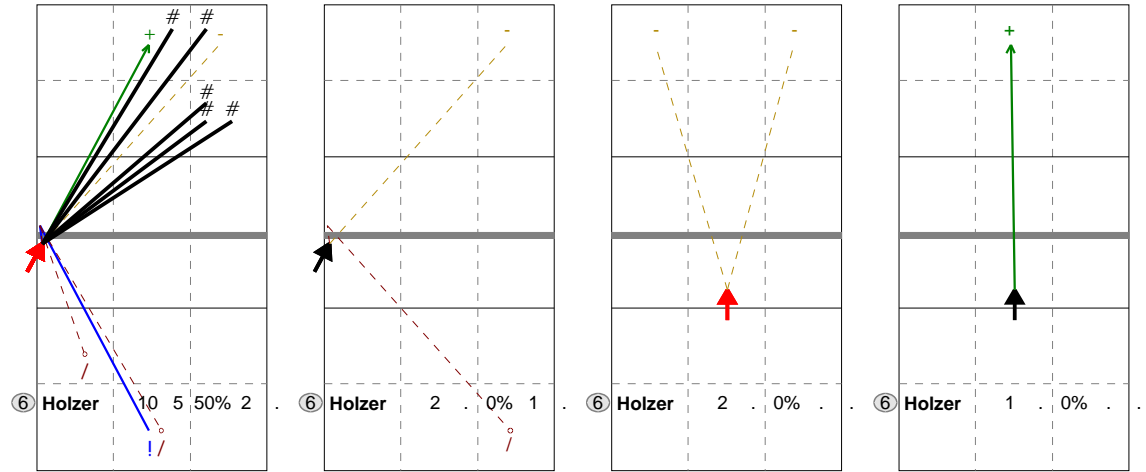 # #
+ -
#
# #
! /
/
6 Holzer 10 5 50% 2 .
-
/
6 Holzer 2 . 0% 1 .
- -
6 Holzer 2 . 0% . .
+
6 Holzer 1 . 0% . .